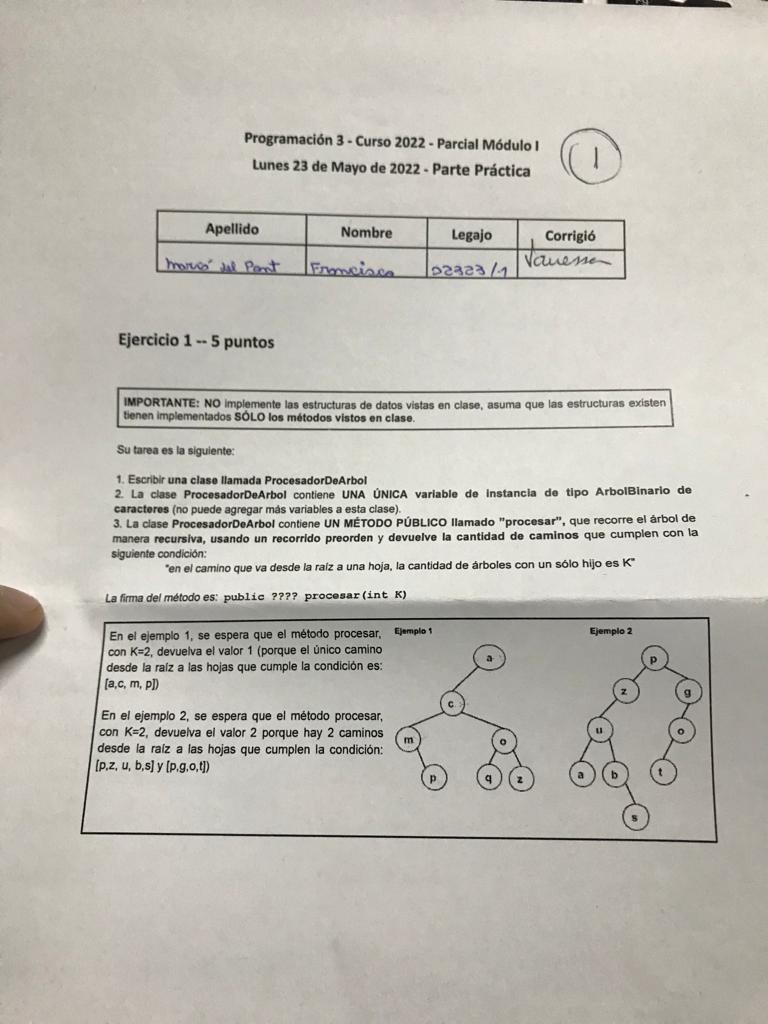 Programación 3 - Curso 2022 - Parcial Módulo I
1
Lunes 23 de Mayo de 2022 - Parte Práctica
Apellido Nombre Legajo Corrigió
Marcó del Pont Francisco 02323/1 Vanessa
Ejercicio 1 -- 5 puntos
IMPORTANTE: NO implemente las estructuras de datos vistas en clase, asuma que las estructuras existen
tienen implementados SÓLO los métodos vistos en clase.
Su tarea es la siguiente:
1. Escribir una clase llamada ProcesadorDeArbol
2. La clase ProcesadorDeArbol contiene UNA ÚNICA variable de instancia de tipo ArbolBinario de
caracteres (no puede agregar más variables a esta clase).
3. La clase ProcesadorDeArbol contiene UN MÉTODO PÚBLICO llamado "procesar", que recorre el árbol de
manera recursiva, usando un recorrido preorden y devuelve la cantidad de caminos que cumplen con la
siguiente condición:
"en el camino que va desde la raíz a una hoja, la cantidad de árboles con un sólo hijo es K"
La firma del método es: public ???? procesar(int K)
En el ejemplo 1, se espera que el método procesar,
con K=2, devuelva el valor 1 (porque el único camino
desde la raíz a las hojas que cumple la condición es:
[a,c, m, p])
En el ejemplo 2, se espera que el método procesar,
con K=2, devuelva el valor 2 porque hay 2 caminos
desde la raíz a las hojas que cumplen la condición:
[p,z, u, b,s] y [p,g,o,t])
Ejemplo 1
a
c
m o
p q z
Ejemplo 2
p
z g
u o
a b t
s